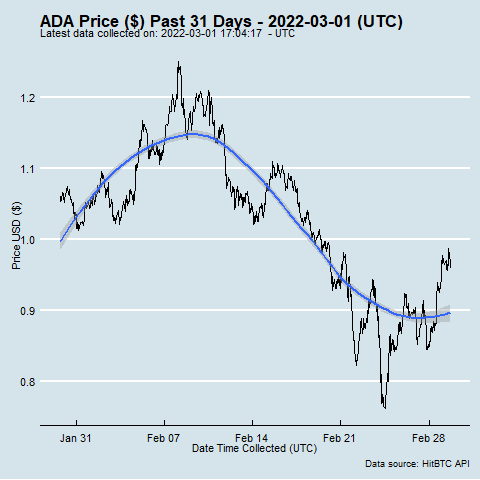 ADA Price ($) Past 31 Days - 2022-03-01 (UTC)
Latest data collected on: 2022-03-01 17:04:17 - UTC
1.2
1.1
1.0
0.9
0.8
Price USD ($)
Jan 31
Feb 07
Feb 14
Feb 21
Feb 28
Date Time Collected (UTC)
Data source: HitBTC API